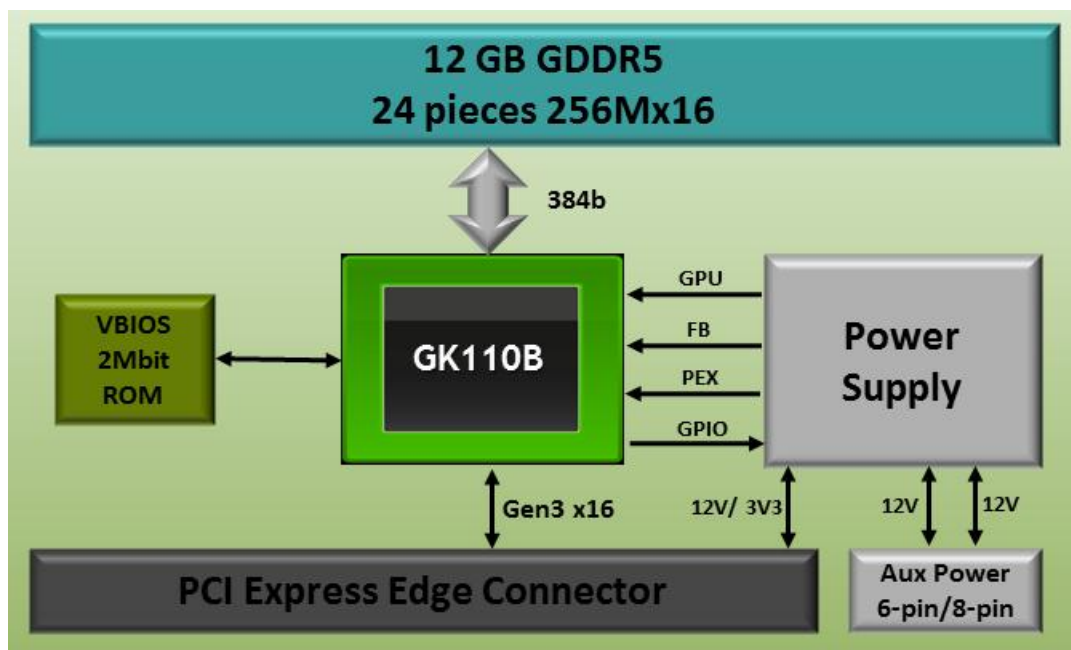 12 GB GDDR5
24 pieces 256Mx16
384b
VBIOS
2Mbit
ROM
GK110B
GPU
FB
PEX
GPIO
Power
Supply
Gen3 x16
12V/ 3V3
12V
12V
PCI Express Edge Connector
Aux Power
6-pin/8-pin